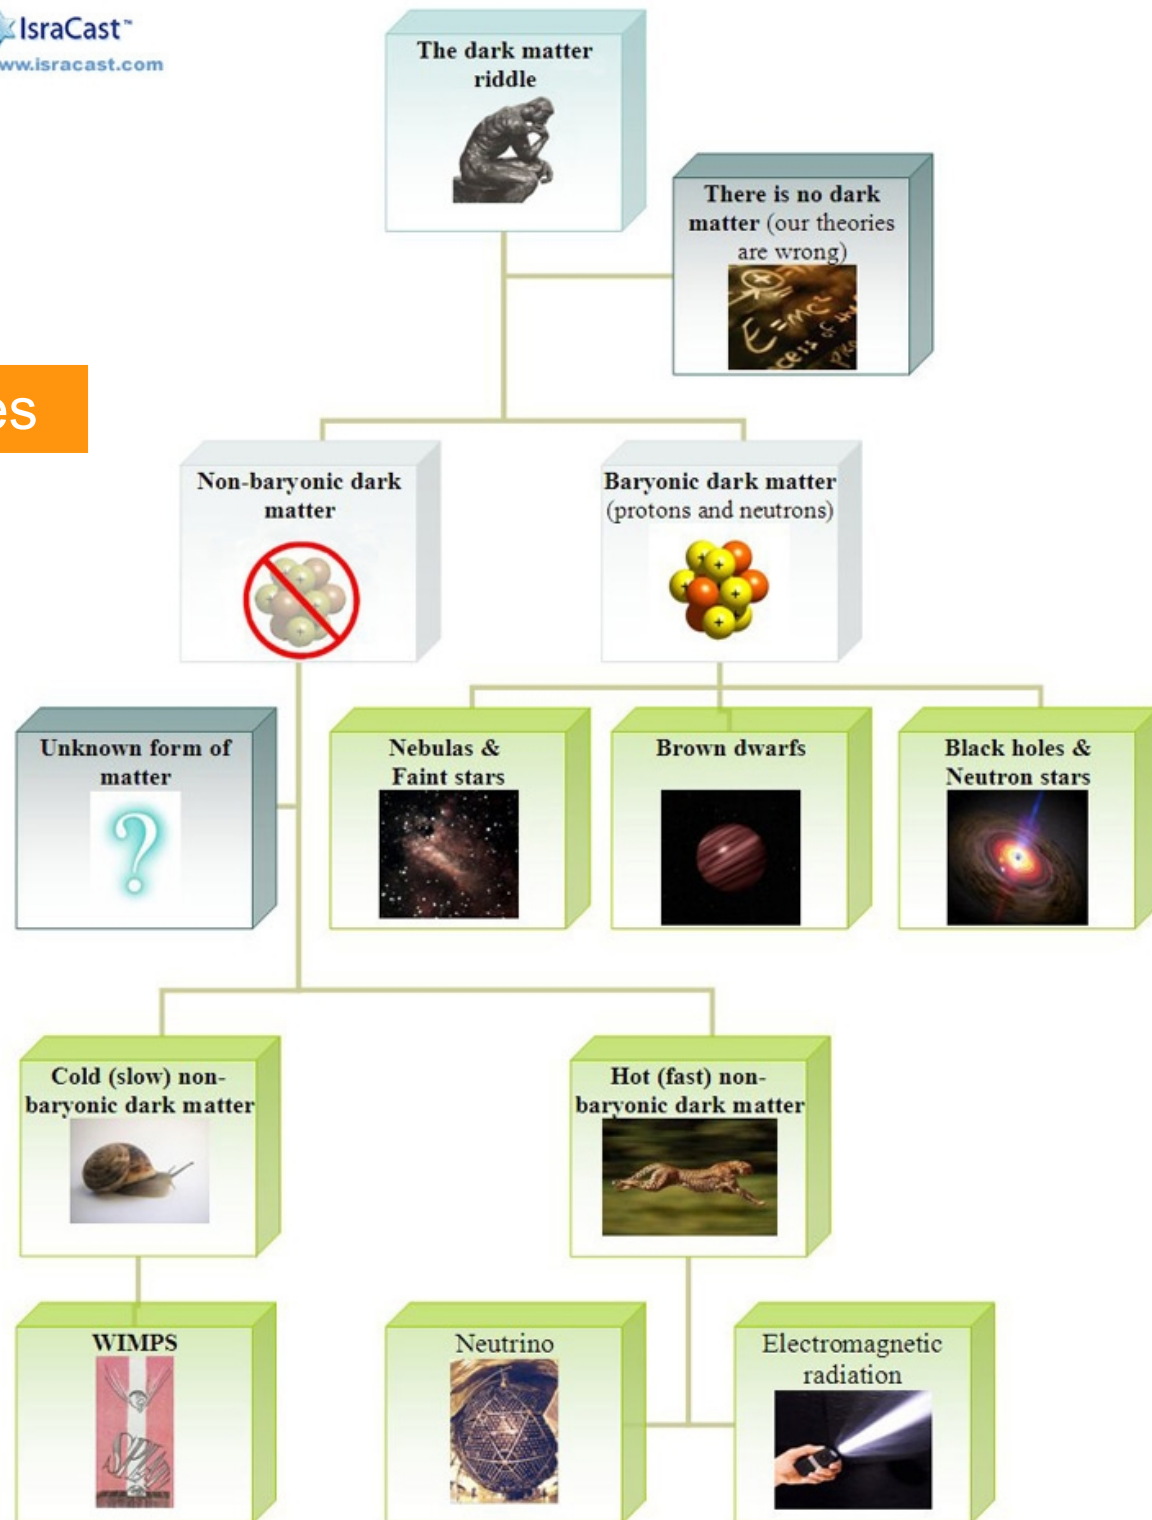 IsraCast™
www.isracast.com
The dark matter
riddle
There is no dark
matter (our theories
are wrong)
E=mc²
es
Non-baryonic dark
matter
Baryonic dark matter
(protons and neutrons)
Unknown form of
matter
?
Nebulas &
Faint stars
Brown dwarfs
Black holes &
Neutron stars
Cold (slow) non-
baryonic dark matter
Hot (fast) non-
baryonic dark matter
WIMPS
Neutrino
Electromagnetic
radiation